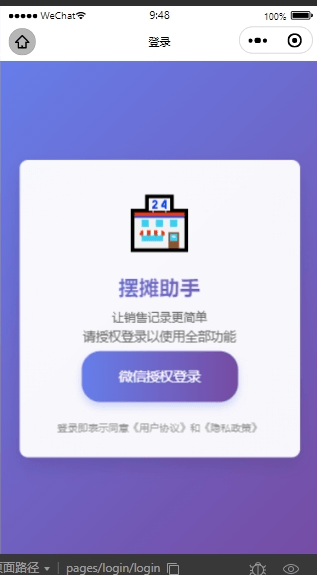 WeChat
9:48
100%
登录
24
摆摊助手
让销售记录更简单
请授权登录以使用全部功能
微信授权登录
登录即表示同意《用户协议》和《隐私政策》
面路径
pages/login/login